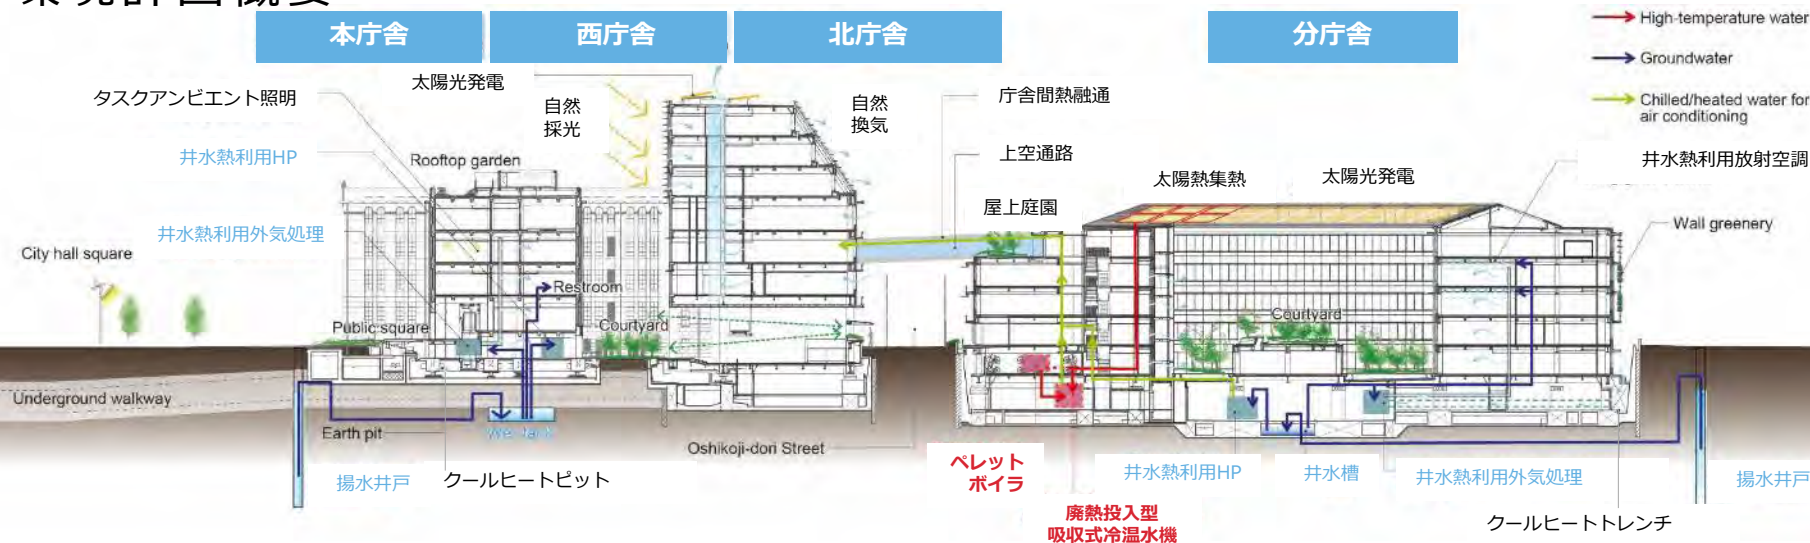 環境計画概要
本庁舎
西庁舎
北庁舎
分庁舎
High-temperature water
Groundwater
Chilled/heated water for
air conditioning
太陽光発電
タスクアンビエント照明
自然
採光
自然
換気
庁舎間熱融通
井水熱利用HP
Rooftop garden
上空通路
井水熱利用放射空調
太陽熱集熱
太陽光発電
屋上庭園
井水熱利用外気処理
Wall greenery
City hall square
Restroom
Public square
Courtyard
Courtyard
Underground walkway
Earth pit
Well tank
Oshikoji-dori Street
揚水井戸
クールヒートピット
ペレット
ボイラ
井水熱利用HP
井水槽
井水熱利用外気処理
揚水井戸
廃熱投入型
吸収式冷温水機
クールヒートトレンチ